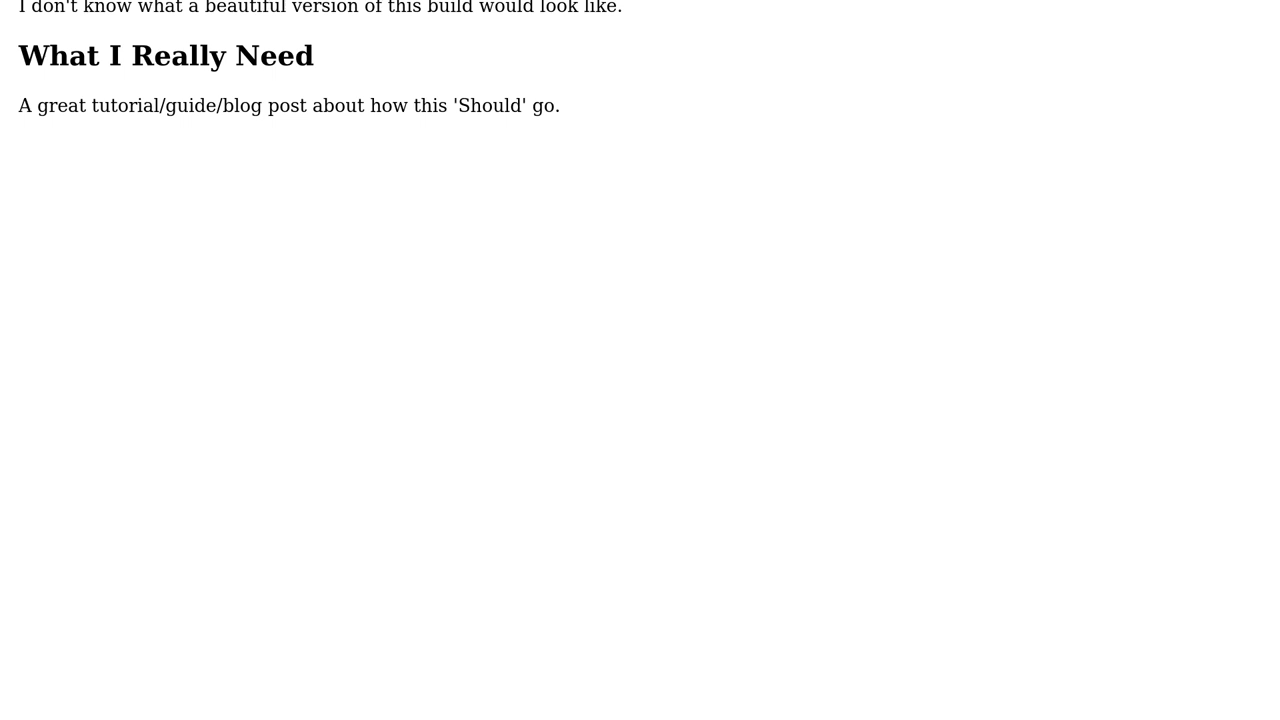 I don't know what a beautiful version of this build would look like.
What I Really Need
A great tutorial/guide/blog post about how this 'Should' go.